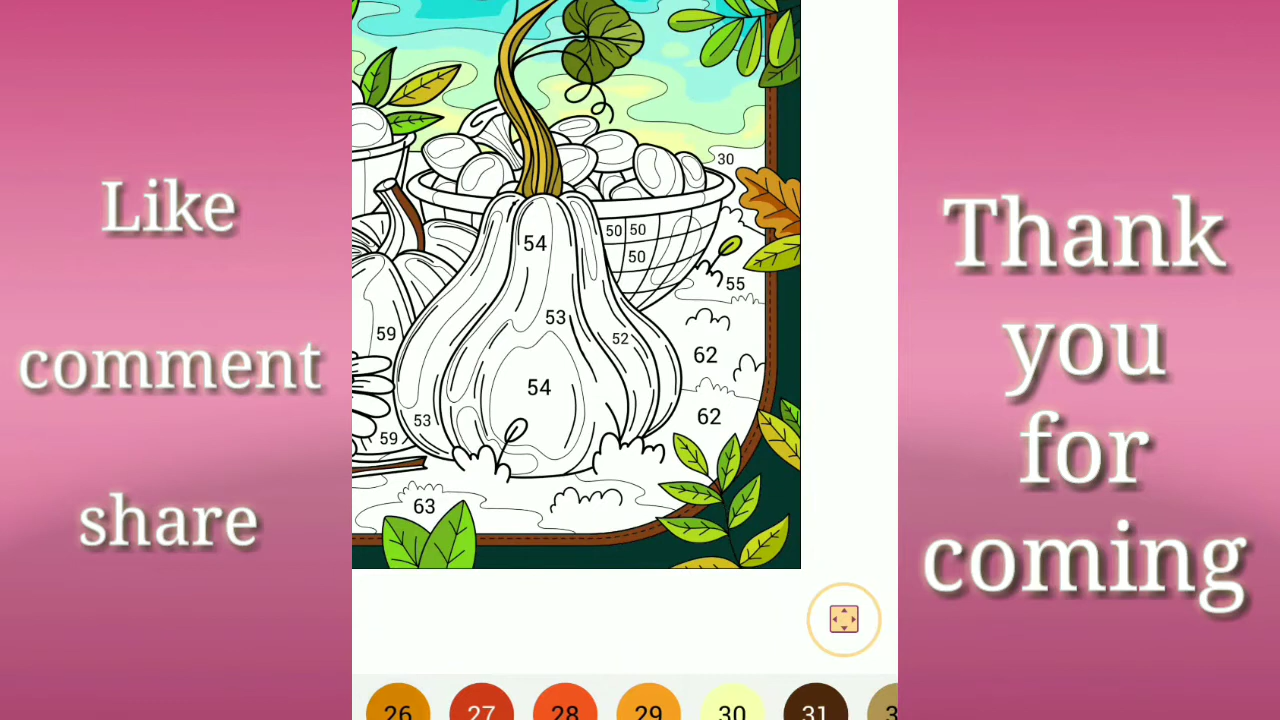 Like
comment
share
30
54
50 50
50
55
53
59
52
62
54
62
53
59
63
26 27 28 29 30 31
Thank
you
for
coming